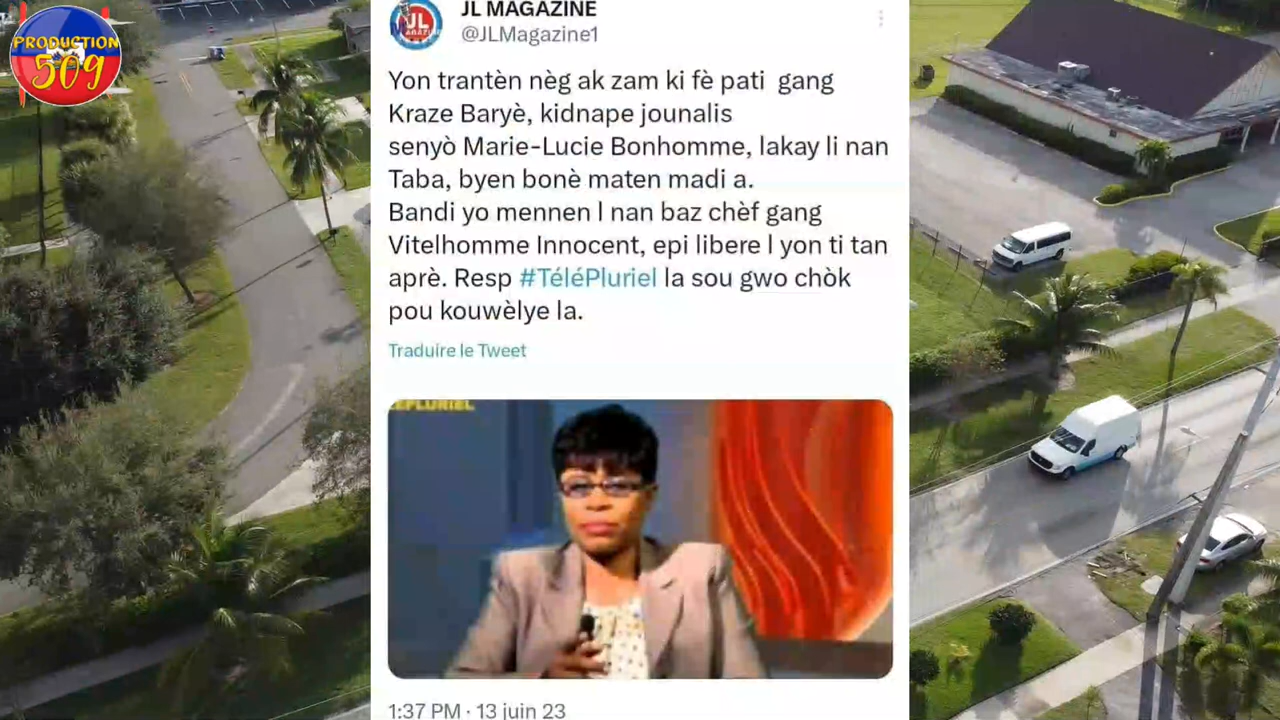 PRODUCTION
509
JL
JL MAGAZINE
@JLMagazine1
Yon trantèn nèg ak zam ki fè pati gang
Kraze Baryè, kidnape jounalis
senyò Marie-Lucie Bonhomme, lakay li nan
Taba, byen bonè maten madi a.
Bandi yo mennen l nan baz chèf gang
Vitelhomme Innocent, epi libere l yon ti tan
aprè. Resp #TéléPluriel la sou gwo chòk
pou kouwèlye la.
Traduire le Tweet
ÉPLURIEL
1:37 PM · 13 juin 23